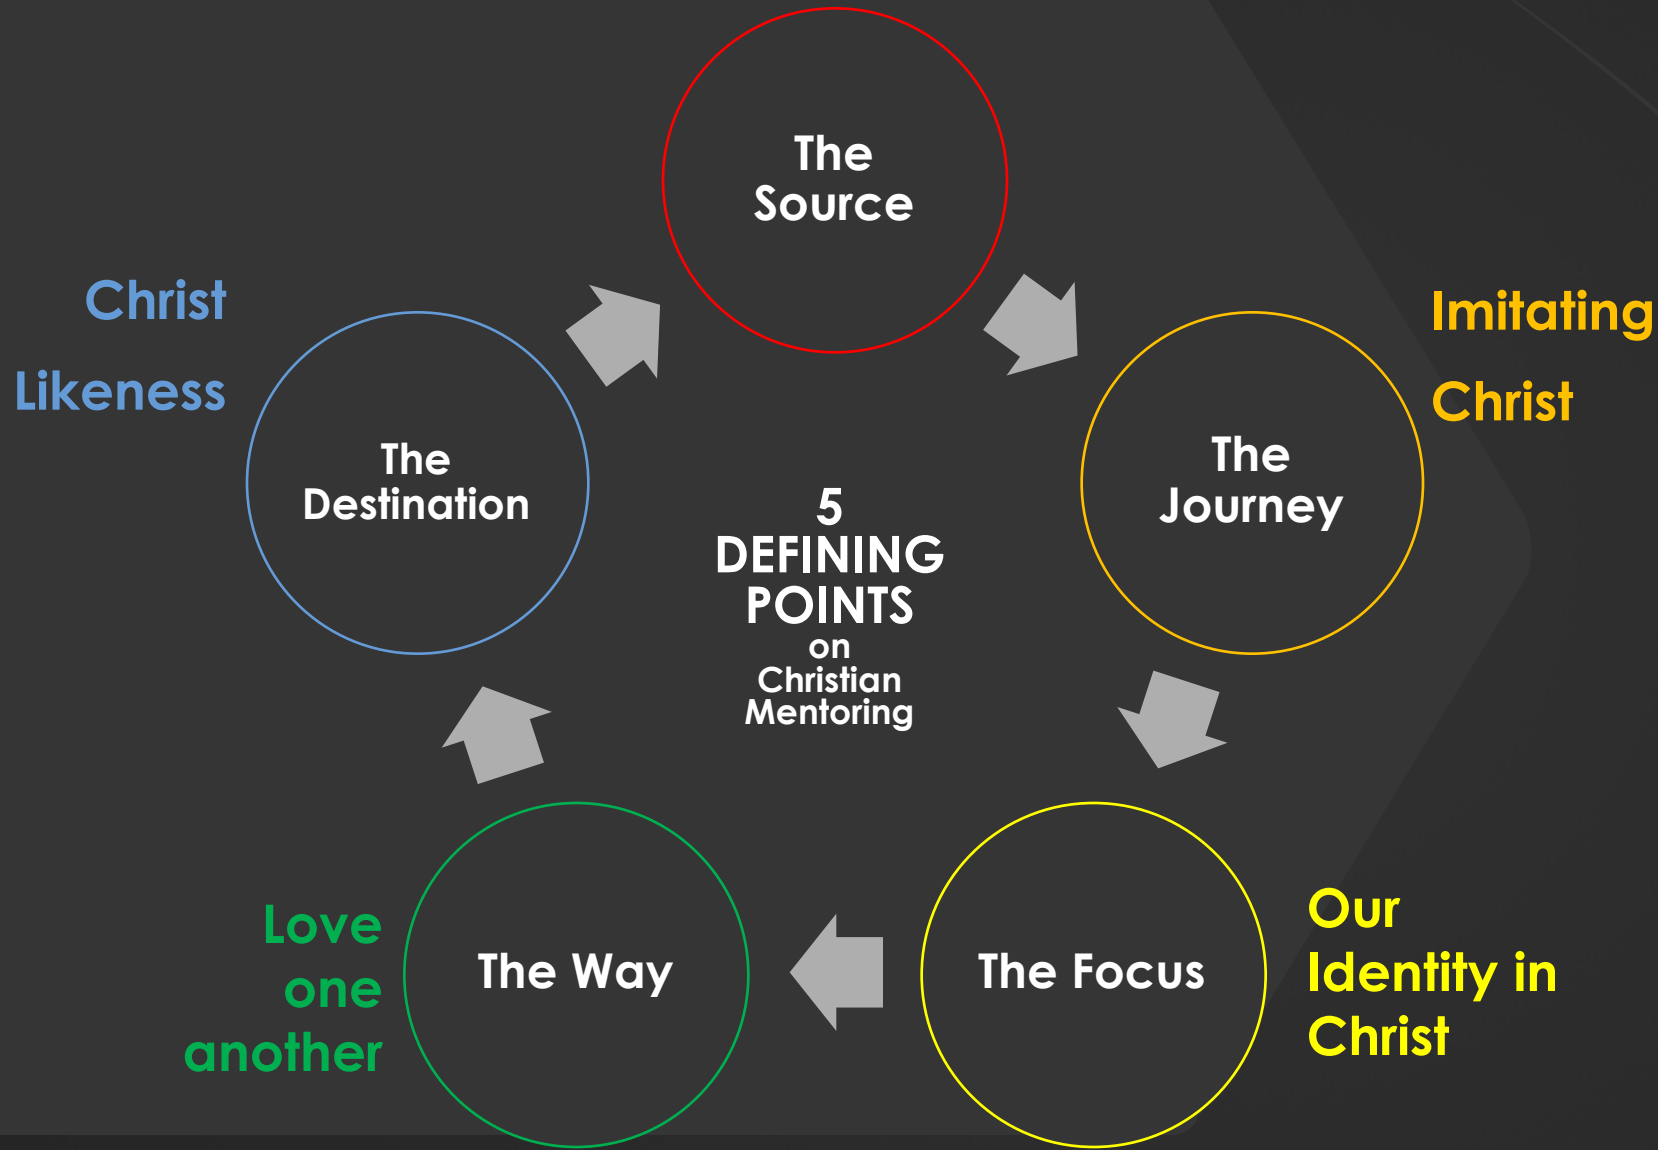 The
Source
Christ
Likeness
Imitating
Christ
The
Destination
The
Journey
5
DEFINING
POINTS
on
Christian
Mentoring
Love
one
another
The Way
The Focus
Our
Identity in
Christ